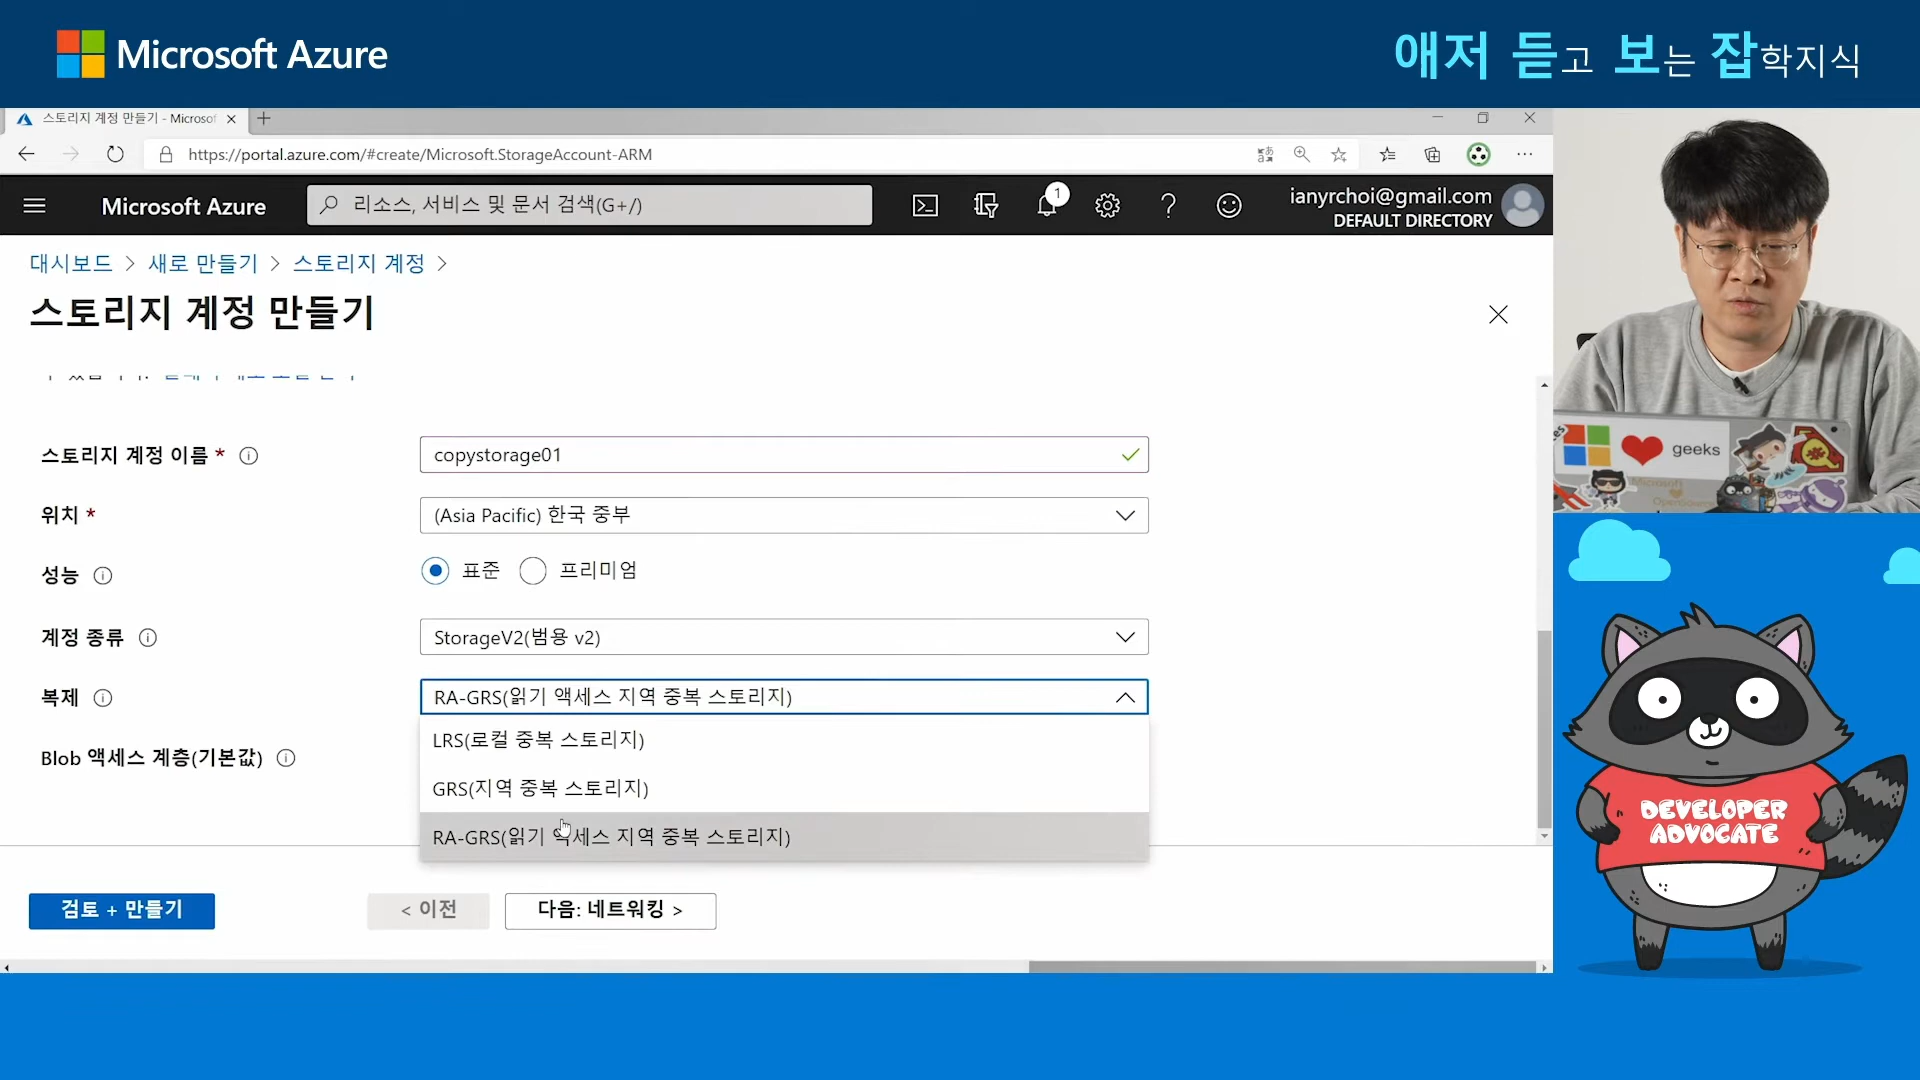 Microsoft Azure
애저 듣고 보는 잡학지식
스토리지 계정 만들기 - Microsof
https://portal.azure.com/#create/Microsoft.StorageAccount-ARM
Microsoft Azure
리소스, 서비스 및 문서 검색(G+/)
1
ianyrchoi@gmail.com
DEFAULT DIRECTORY
대시보드 > 새로 만들기 > 스토리지 계정 >
스토리지 계정 만들기
스토리지 계정 이름 *
copystorage01
위치 *
(Asia Pacific) 한국 중부
성능
표준
프리미엄
계정 종류
StorageV2(범용 v2)
복제
RA-GRS(읽기 액세스 지역 중복 스토리지)
LRS(로컬 중복 스토리지)
GRS(지역 중복 스토리지)
RA-GRS(읽기 액세스 지역 중복 스토리지)
Blob 액세스 계층(기본값)
검토 + 만들기
< 이전
다음: 네트워킹 >
geeks
Microsoft
DEVELOPER
ADVOCATE